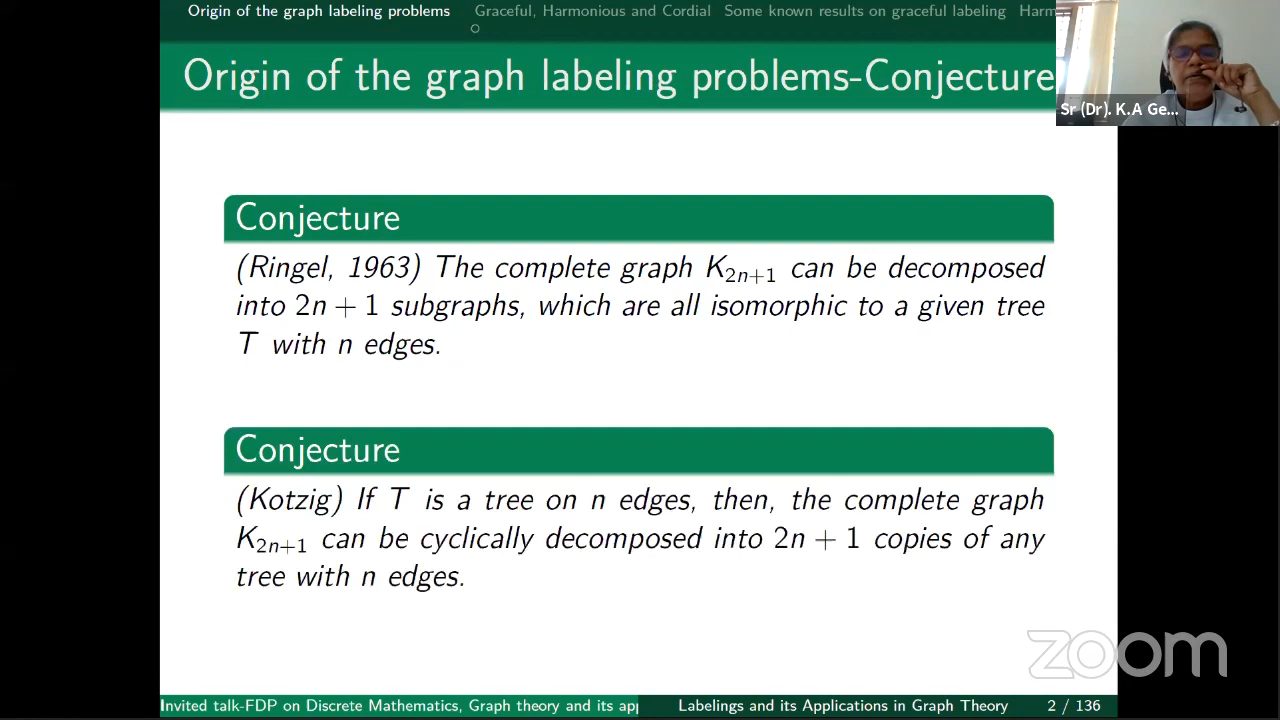 Origin of the graph labeling problems Graceful, Harmonious and Cordial Some known results on graceful labeling Harm
Origin of the graph labeling problems-Conjecture
Sr (Dr). K.A Ge...
Conjecture
(Ringel, 1963) The complete graph K₂ₙ₊₁ can be decomposed
into 2n + 1 subgraphs, which are all isomorphic to a given tree
T with n edges.
Conjecture
(Kotzig) If T is a tree on n edges, then, the complete graph
K₂ₙ₊₁ can be cyclically decomposed into 2n + 1 copies of any
tree with n edges.
zoom
Invited talk-FDP on Discrete Mathematics, Graph theory and its app Labelings and its Applications in Graph Theory 2 / 136